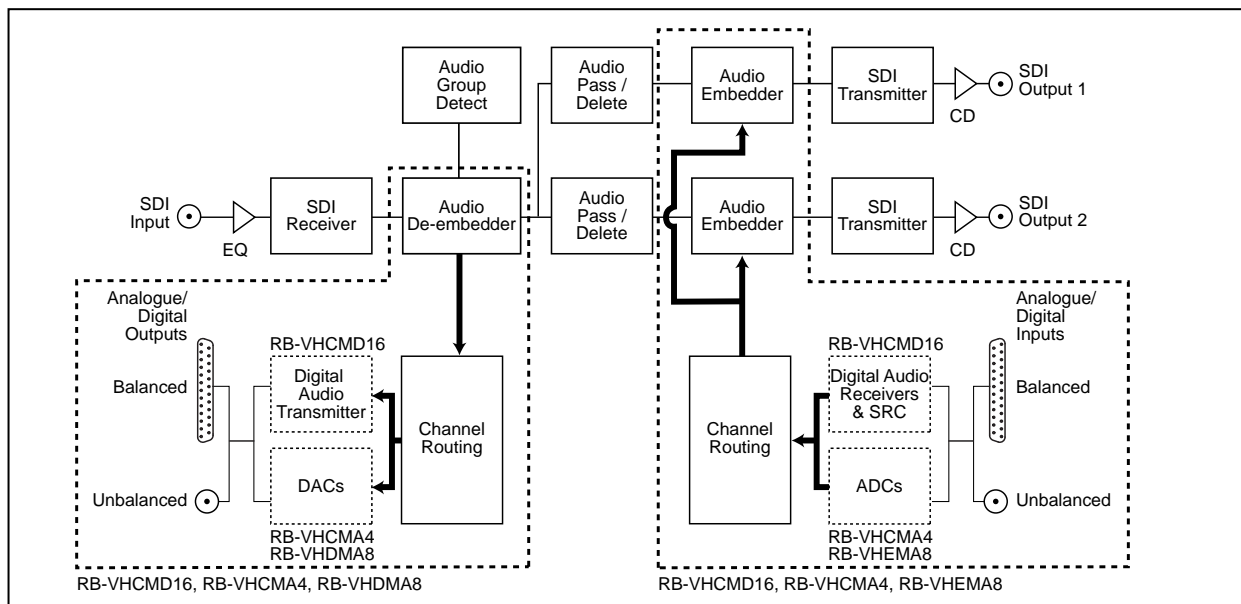 Audio
Group
Detect
Audio
Pass /
Delete
Audio
Embedder
SDI
Transmitter
CD
SDI
Output 1
SDI
Input
EQ
SDI
Receiver
Audio
De-embedder
Audio
Pass /
Delete
Audio
Embedder
SDI
Transmitter
CD
SDI
Output 2
Analogue/
Digital
Outputs
Balanced
Unbalanced
RB-VHCMD16
Digital
Audio
Transmitter
DACs
RB-VHCMA4
RB-VHDMA8
Channel
Routing
RB-VHCMD16, RB-VHCMA4, RB-VHDMA8
Channel
Routing
RB-VHCMD16
Digital Audio
Receivers
& SRC
ADCs
RB-VHCMA4
RB-VHEMA8
Analogue/
Digital
Inputs
Balanced
Unbalanced
RB-VHCMD16, RB-VHCMA4, RB-VHEMA8